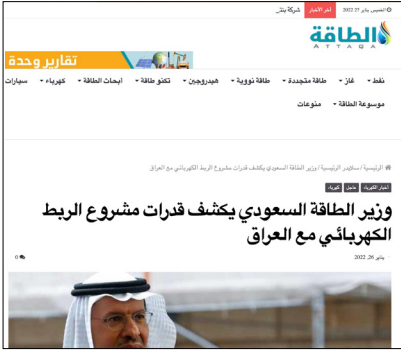 الخميس, يناير 27 2022
آخر الأخبار
شركة بتتر
الطاقة
ATTAQA
تقارير وحدة
نفط غاز طاقة متجددة طاقة نووية هيدروجين تكنو طاقة أبحاث الطاقة كهرباء سيارات
موسوعة الطاقة منوعات
الرئيسية / سلايدر الرئيسية / وزير الطاقة السعودي يكشف قدرات مشروع الربط الكهربائي مع العراق
أخبار الكهرباء عاجل كهرباء
وزير الطاقة السعودي يكشف قدرات مشروع الربط
الكهربائي مع العراق
يناير 26, 2022
0